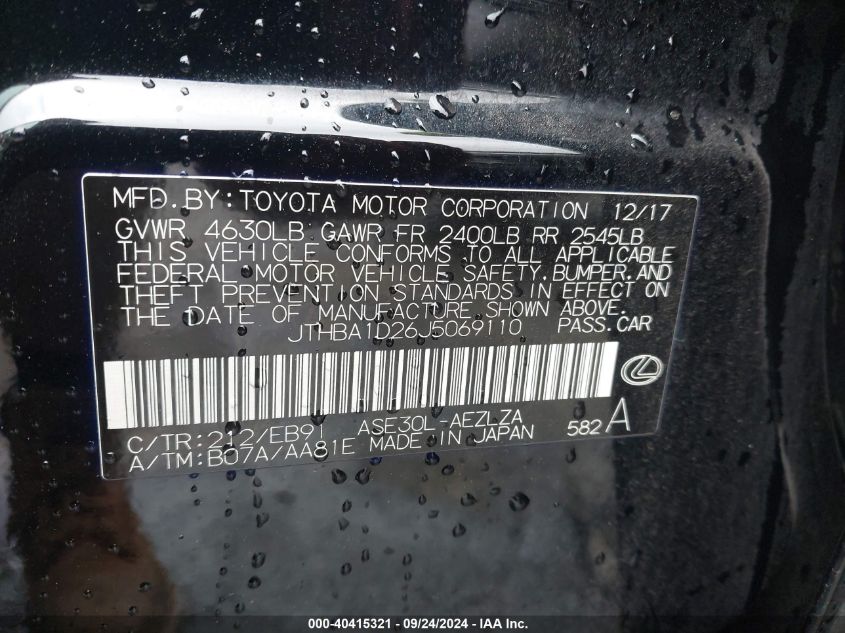 MFD. BY: TOYOTA MOTOR CORPORATION 12/17
GVWR 4630LB GAWR FR 2400LB RR 2545LB
THIS VEHICLE CONFORMS TO ALL APPLICABLE
FEDERAL MOTOR VEHICLE SAFETY, BUMPER, AND
THEFT PREVENTION STANDARDS IN EFFECT ON
THE DATE OF MANUFACTURE SHOWN ABOVE.
JTHBA1D26J5069110 PASS. CAR
C/TR: 212/EB91 ASE30L-AEZLZA 582 A
A/TM: B07A/AA81E MADE IN JAPAN
000-40415321 - 09/24/2024 - IAA Inc.